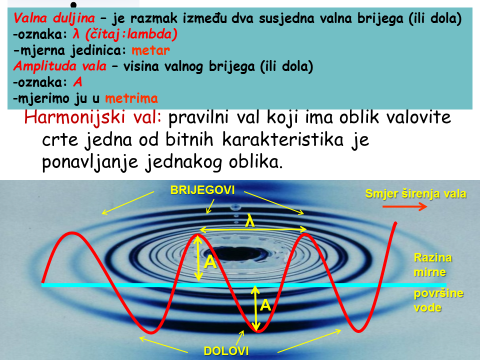 Valna duljina – je razmak između dva susjedna valna brijega (ili dola)
-oznaka: λ (čitaj:lambda)
-mjerna jedinica: metar
Amplituda vala – visina valnog brijega (ili dola)
-oznaka: A
-mjerimo ju u metrima
Harmonijski val: pravilni val koji ima oblik valovite
crte jedna od bitnih karakteristika je
ponavljanje jednakog oblika.
BRIJEGOVI
Smjer širenja vala
λ
A
Razina
mirne
površine
vode
A
DOLOVI